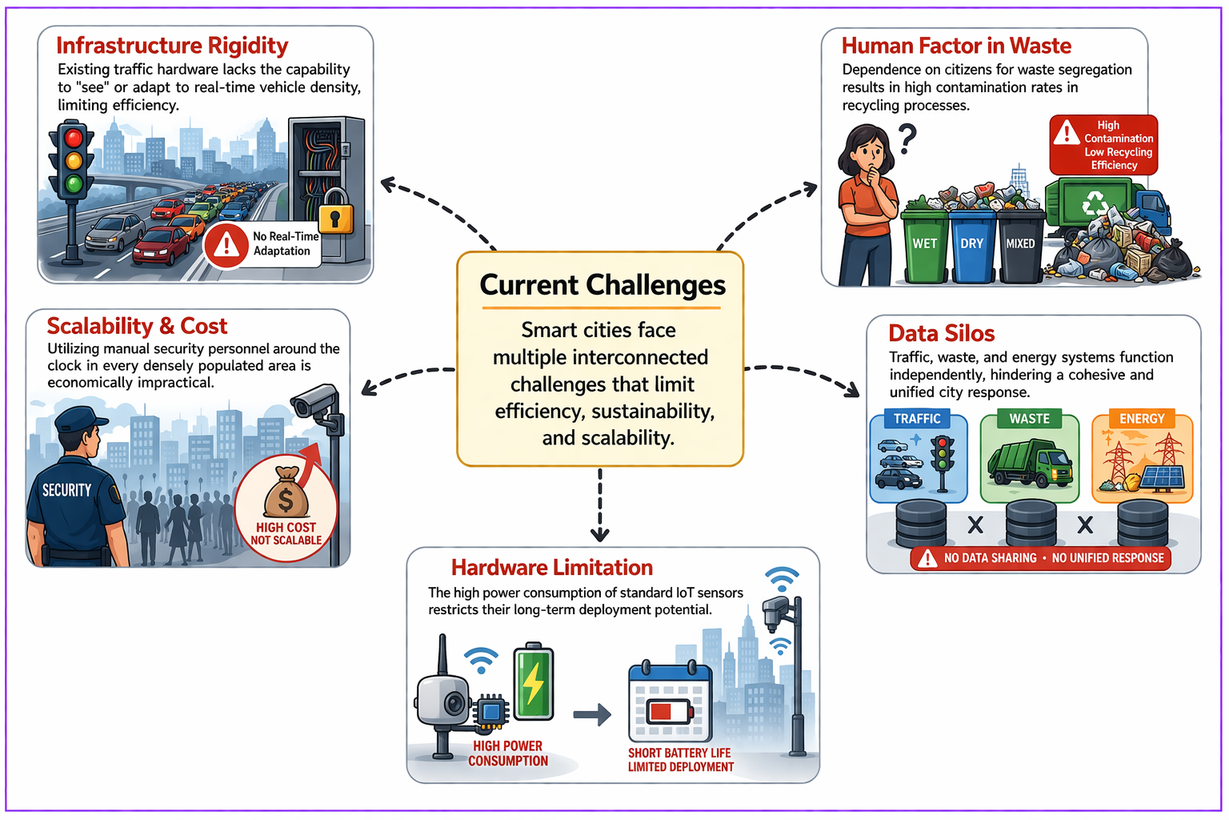 Infrastructure Rigidity
Existing traffic hardware lacks the capability
to "see" or adapt to real-time vehicle density,
limiting efficiency.
No Real-Time
Adaptation
Human Factor in Waste
Dependence on citizens for waste segregation
results in high contamination rates in
recycling processes.
?
High
Contamination
Low Recycling
Efficiency
WET
DRY
MIXED
Current Challenges
Smart cities face
multiple interconnected
challenges that limit
efficiency, sustainability,
and scalability.
Scalability & Cost
Utilizing manual security personnel around the
clock in every densely populated area is
economically impractical.
SECURITY
$
HIGH COST
NOT SCALABLE
Data Silos
Traffic, waste, and energy systems function
independently, hindering a cohesive and
unified city response.
TRAFFIC
WASTE
ENERGY
X
X
NO DATA SHARING • NO UNIFIED RESPONSE
Hardware Limitation
The high power consumption of standard IoT sensors
restricts their long-term deployment potential.
HIGH POWER
CONSUMPTION
SHORT BATTERY LIFE
LIMITED DEPLOYMENT